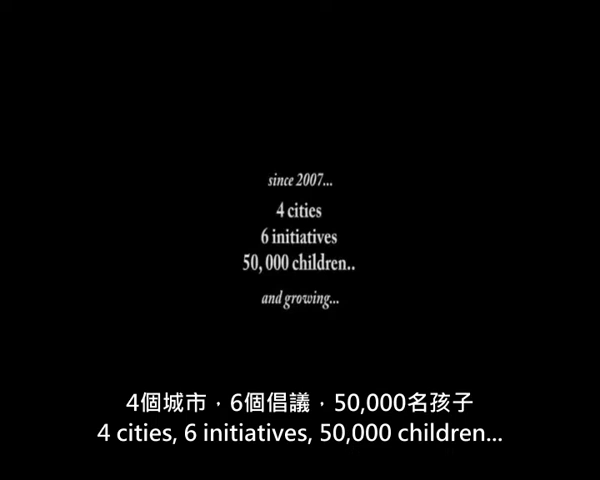 since 2007...
4 cities
6 initiatives
50, 000 children..
and growing...
4個城市，6個倡議，50,000名孩子
4 cities, 6 initiatives, 50,000 children...